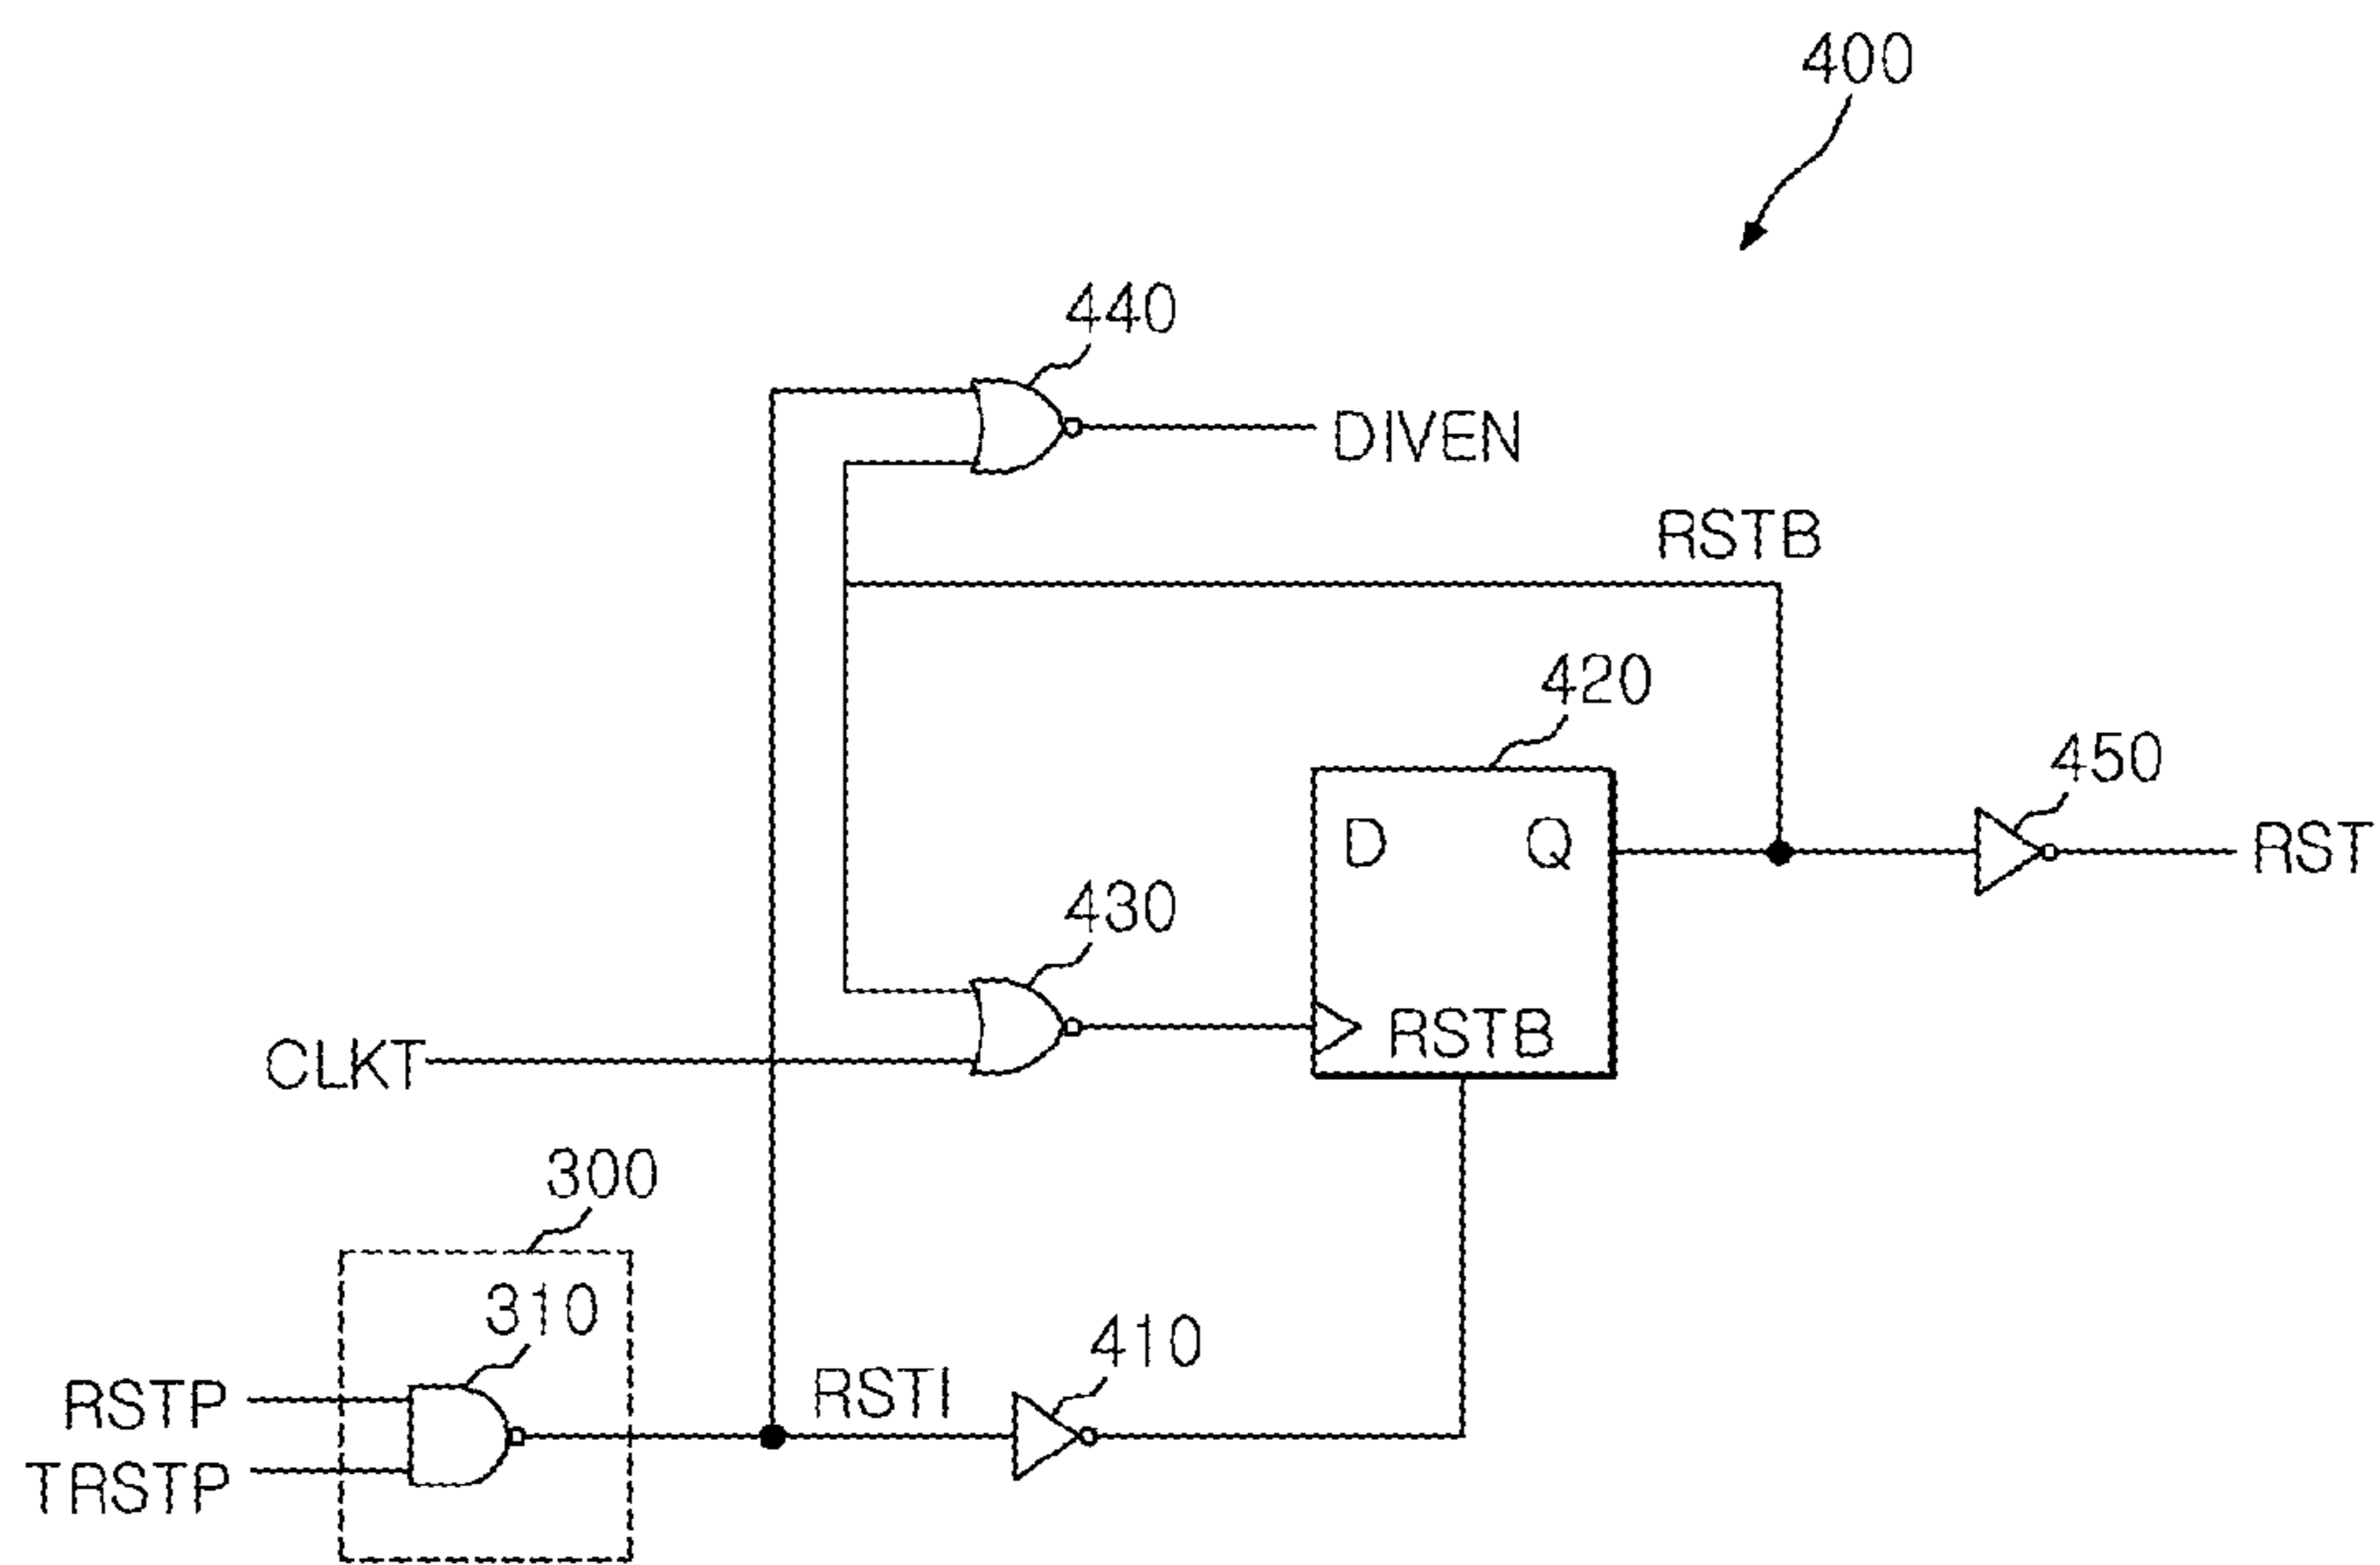 400
440
DIVEN
RSTB
420
450
D
Q
RST
430
RSTB
CLKT
300
310
410
RSTP
RSTI
TRSTP